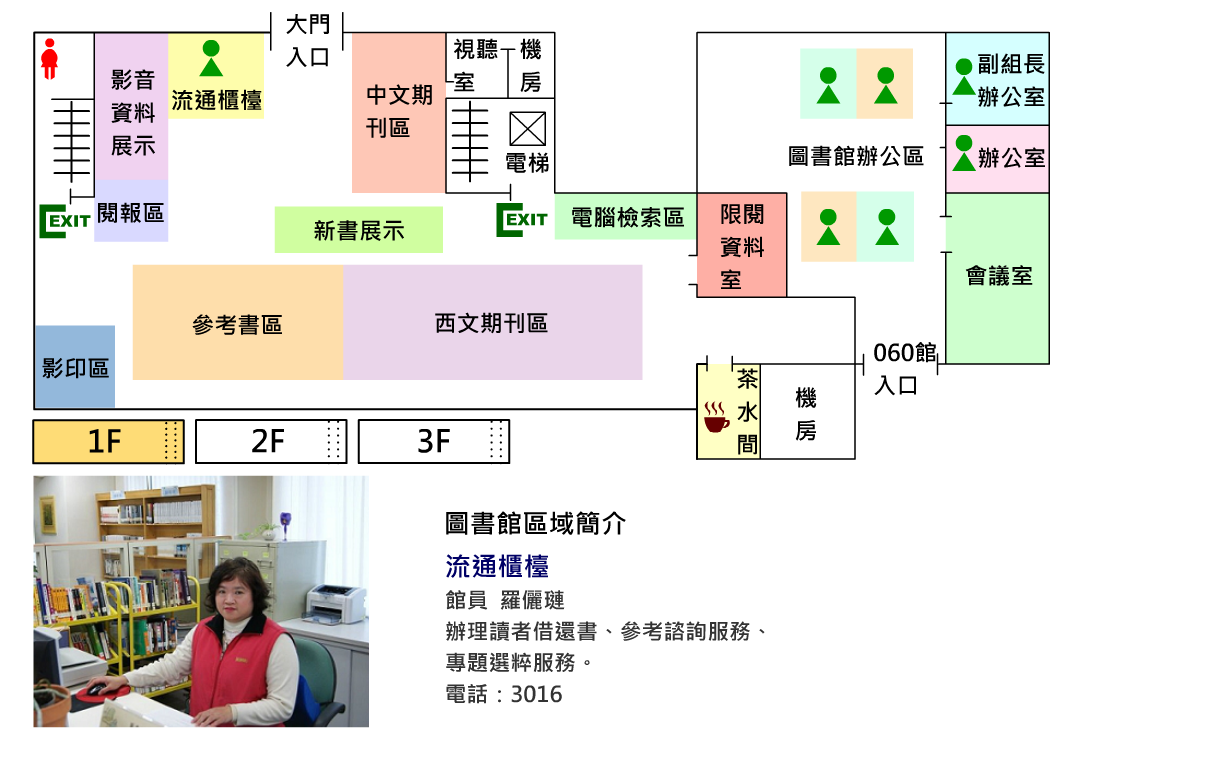 大門
入口
影音
資料
展示
流通櫃檯
中文期
刊區
視聽
室
機
房
電梯
閱報區
EXIT
EXIT
新書展示
電腦檢索區
限閱
資料
室
圖書館辦公區
副組長
辦公室
辦公室
會議室
參考書區
西文期刊區
影印區
060館
入口
茶
水
間
機
房
1F
2F
3F
圖書館區域簡介
流通櫃檯
館員 羅儷璉
辦理讀者借還書、參考諮詢服務、
專題選粹服務。
電話：3016